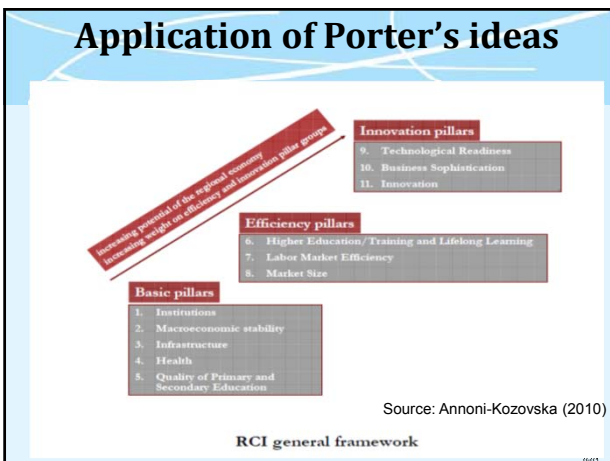 Application of Porter's ideas
increasing potential of the regional economy
increasing weight on efficiency and innovation pillar groups
Innovation pillars
9. Technological Readiness
10. Business Sophistication
11. Innovation
Efficiency pillars
6. Higher Education/Training and Lifelong Learning
7. Labor Market Efficiency
8. Market Size
Basic pillars
1. Institutions
2. Macroeconomic stability
3. Infrastructure
4. Health
5. Quality of Primary and
Secondary Education
Source: Annoni-Kozovska (2010)
RCI general framework